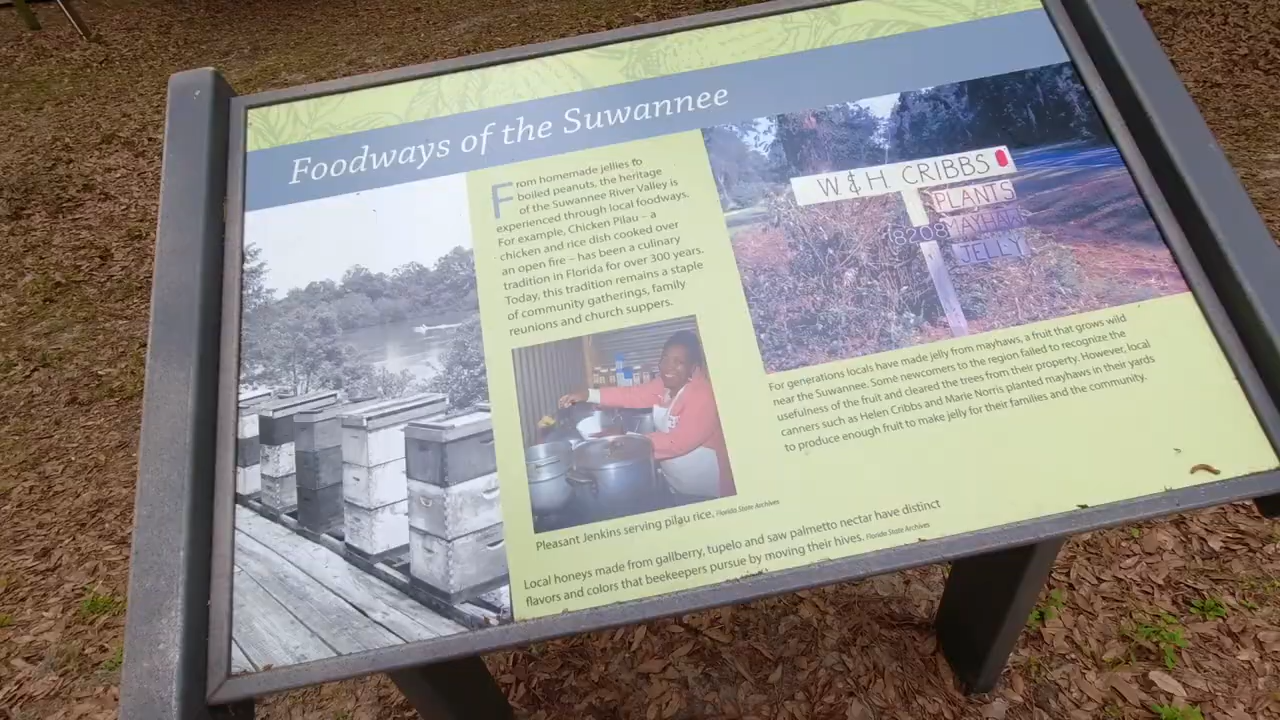 Foodways of the Suwannee
From homemade jellies to
boiled peanuts, the heritage
of the Suwannee River Valley is
experienced through local foodways.
For example, Chicken Pilau – a
chicken and rice dish cooked over
an open fire – has been a culinary
tradition in Florida for over 300 years.
Today, this tradition remains a staple
of community gatherings, family
reunions and church suppers.
Pleasant Jenkins serving pilau rice. Florida State Archives
Local honeys made from gallberry, tupelo and saw palmetto nectar have distinct
flavors and colors that beekeepers pursue by moving their hives. Florida State Archives
W & H CRIBBS
PLANTS
8208 MAYHAW
JELLY
For generations locals have made jelly from mayhaws, a fruit that grows wild
near the Suwannee. Some newcomers to the region failed to recognize the
usefulness of the fruit and cleared the trees from their property. However, local
canners such as Helen Cribbs and Marie Norris planted mayhaws in their yards
to produce enough fruit to make jelly for their families and the community.